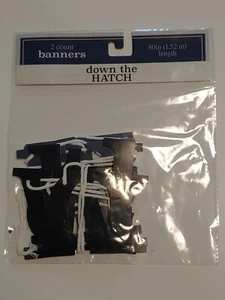 2 count
banners
60in (1.52 m)
length
down the
HATCH